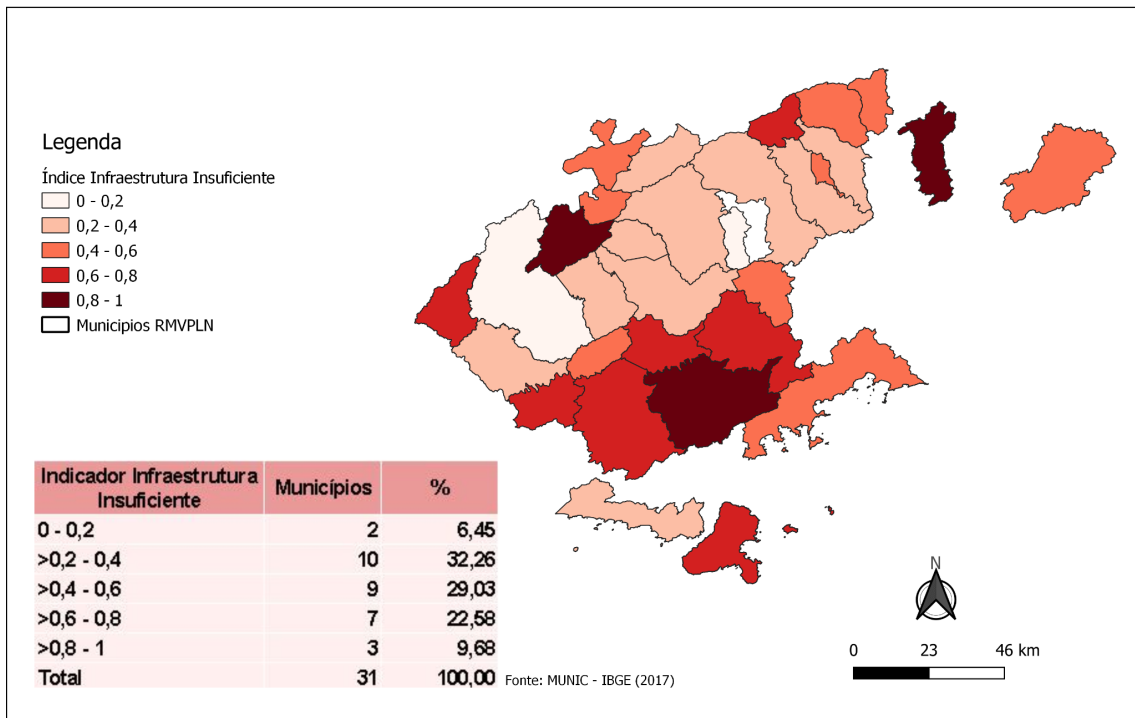 Legenda
Índice Infraestrutura Insuficiente
0 - 0,2
0,2 - 0,4
0,4 - 0,6
0,6 - 0,8
0,8 - 1
Municipios RMVPLN
Indicador Infraestrutura Insuficiente Municípios %
0 - 0,2 2 6,45
>0,2 - 0,4 10 32,26
>0,4 - 0,6 9 29,03
>0,6 - 0,8 7 22,58
>0,8 - 1 3 9,68
Total 31 100,00
Fonte: MUNIC - IBGE (2017)
N
0 23 46 km